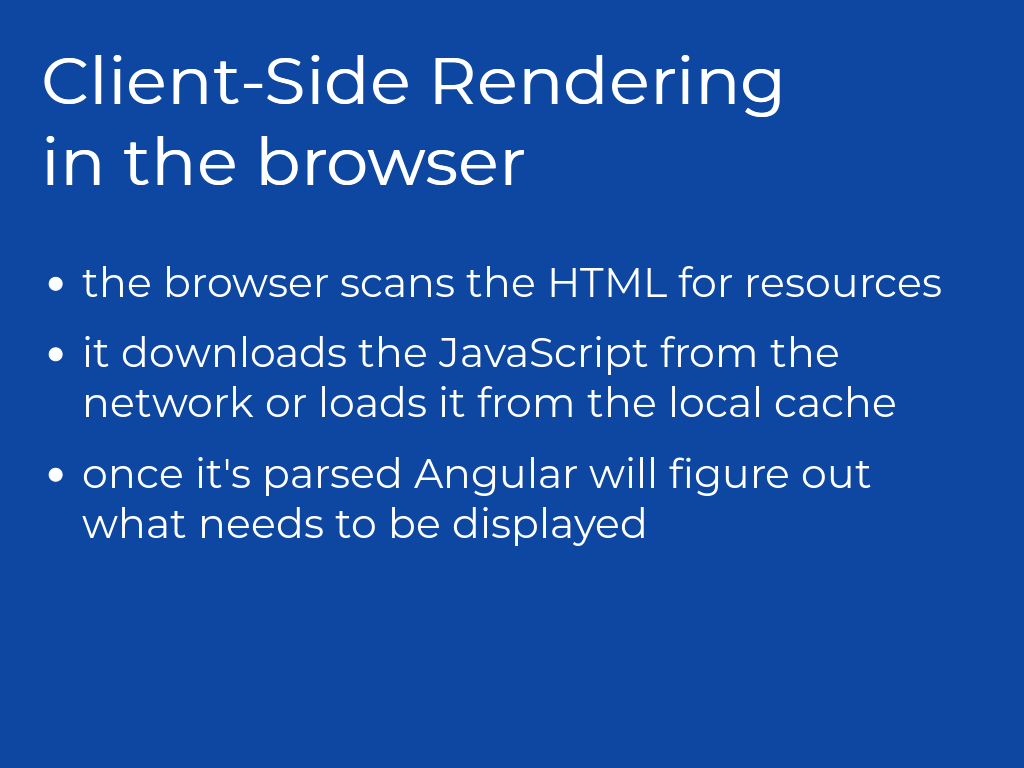 Client-Side Rendering
in the browser
• the browser scans the HTML for resources
• it downloads the JavaScript from the
network or loads it from the local cache
• once it's parsed Angular will figure out
what needs to be displayed